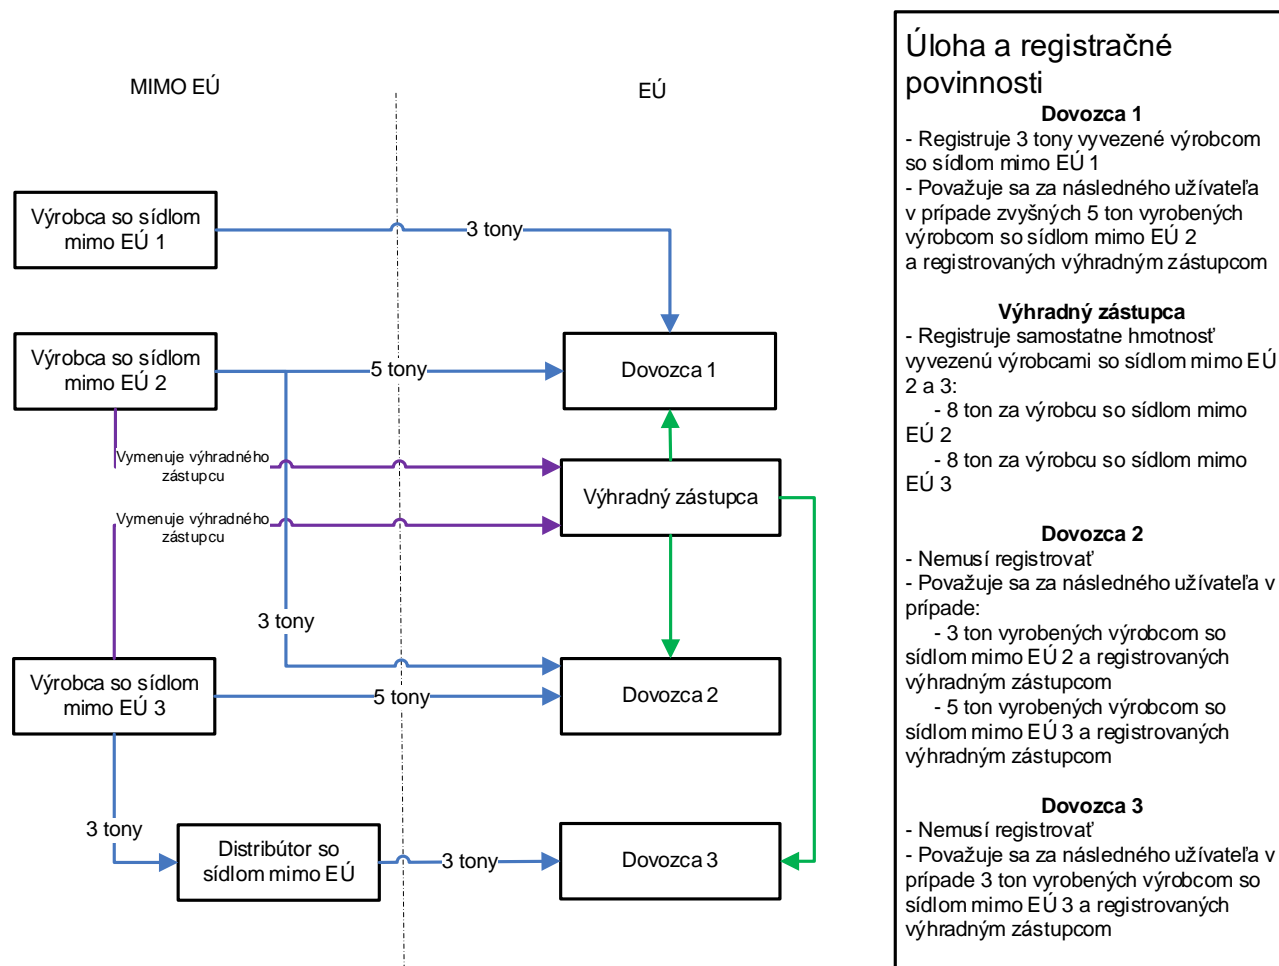 MIMO EÚ
EÚ
Výrobca so sídlom
mimo EÚ 1
3 tony
Výrobca so sídlom
mimo EÚ 2
5 tony
Dovozca 1
Vymenuje výhradného
zástupcu
Výhradný zástupca
Vymenuje výhradného
zástupcu
3 tony
Výrobca so sídlom
mimo EÚ 3
5 tony
Dovozca 2
3 tony
Distribútor so
sídlom mimo EÚ
3 tony
Dovozca 3
Úloha a registračné
povinnosti
Dovozca 1
- Registruje 3 tony vyvezené výrobcom
so sídlom mimo EÚ 1
- Považuje sa za následného užívateľa
v prípade zvyšných 5 ton vyrobených
výrobcom so sídlom mimo EÚ 2
a registrovaných výhradným zástupcom
Výhradný zástupca
- Registruje samostatne hmotnosť
vyvezenú výrobcami so sídlom mimo EÚ
2 a 3:
- 8 ton za výrobcu so sídlom mimo
EÚ 2
- 8 ton za výrobcu so sídlom mimo
EÚ 3
Dovozca 2
- Nemusí registrovať
- Považuje sa za následného užívateľa v
prípade:
- 3 ton vyrobených výrobcom so
sídlom mimo EÚ 2 a registrovaných
výhradným zástupcom
- 5 ton vyrobených výrobcom so
sídlom mimo EÚ 3 a registrovaných
výhradným zástupcom
Dovozca 3
- Nemusí registrovať
- Považuje sa za následného užívateľa v
prípade 3 ton vyrobených výrobcom so
sídlom mimo EÚ 3 a registrovaných
výhradným zástupcom